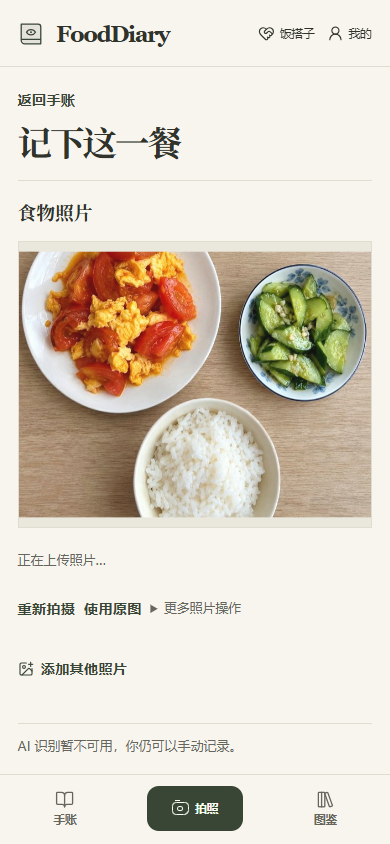 FoodDiary
饭搭子
我的
返回手账
记下这一餐
食物照片
正在上传照片...
重新拍摄 使用原图 ▶ 更多照片操作
添加其他照片
AI 识别暂不可用，你仍可以手动记录。
手账
拍照
图鉴